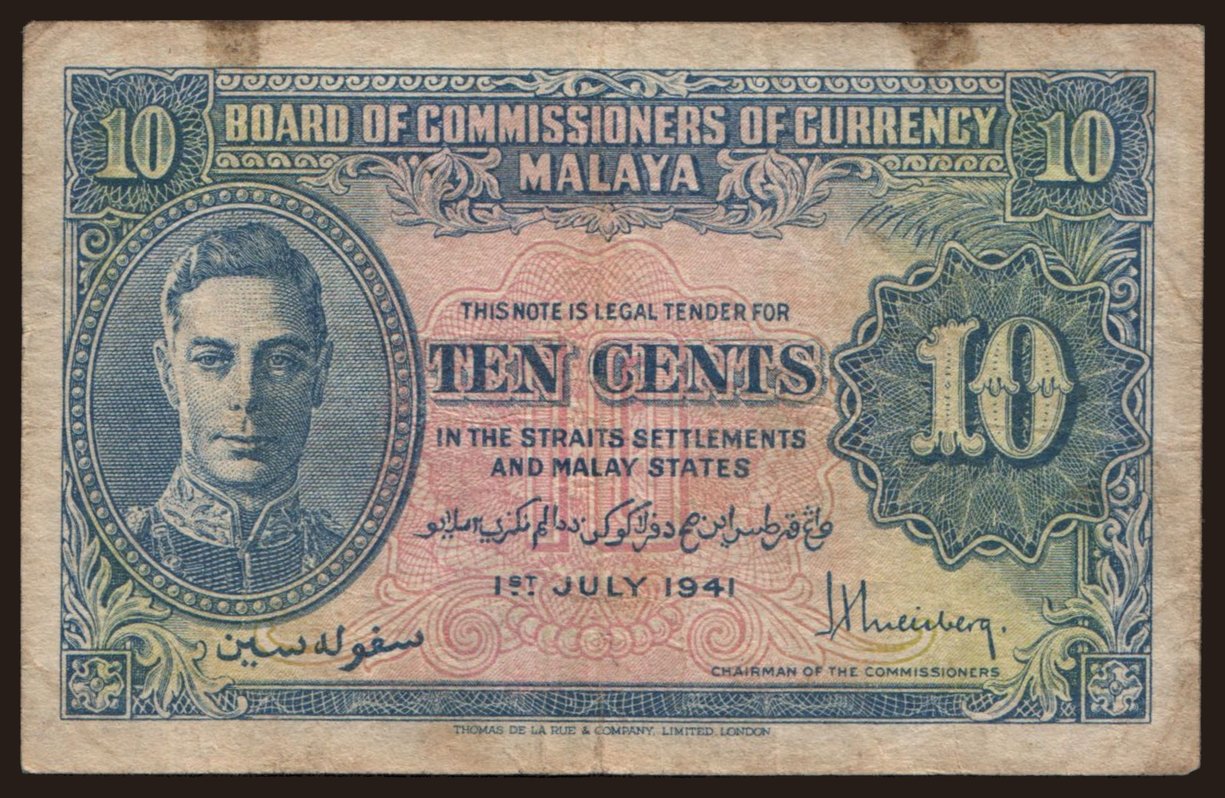 10 BOARD OF COMMISSIONERS OF CURRENCY 10
MALAYA
THIS NOTE IS LEGAL TENDER FOR
TEN CENTS
10
IN THE STRAITS SETTLEMENTS
AND MALAY STATES
1ST. JULY 1941
سفوله سين
CHAIRMAN OF THE COMMISSIONERS
THOMAS DE LA RUE & COMPANY, LIMITED, LONDON